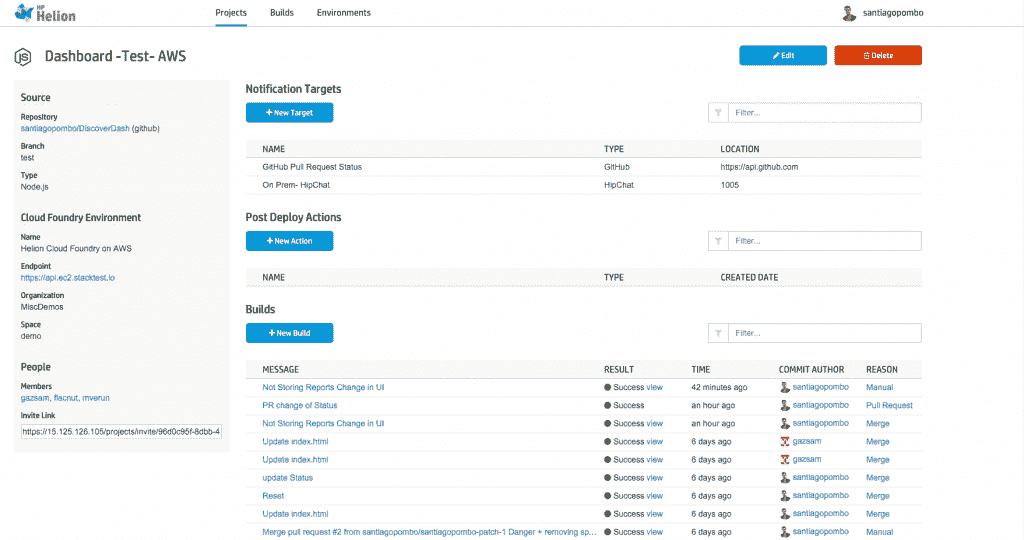 HP
Helion
Projects Builds Environments
santiagopombo
JS
Dashboard -Test- AWS
Edit
Delete
Source
Repository
santiagopombo/DiscoverDash (github)
Branch
test
Type
Node.js
Cloud Foundry Environment
Name
Helion Cloud Foundry on AWS
Endpoint
https://api.ec2.stacktest.io
Organization
MiscDemos
Space
demo
People
Members
gazsam, flacnut, mverun
Invite Link
https://15.125.126.105/projects/invite/96d0c95f-8dbb-4
Notification Targets
+ New Target
Filter...
NAME TYPE LOCATION
GitHub Pull Request Status GitHub https://api.github.com
On Prem- HipChat HipChat 1005
Post Deploy Actions
+ New Action
Filter...
NAME TYPE CREATED DATE
Builds
+ New Build
Filter...
MESSAGE RESULT TIME COMMIT AUTHOR REASON
Not Storing Reports Change in UI Success view 42 minutes ago santiagopombo Manual
PR change of Status Success an hour ago santiagopombo Pull Request
Not Storing Reports Change in UI Success view an hour ago santiagopombo Merge
Update index.html Success view 6 days ago gazsam Merge
Update index.html Success view 6 days ago gazsam Merge
update Status Success view 6 days ago santiagopombo Merge
Reset Success view 6 days ago santiagopombo Merge
Update index.html Success view 6 days ago santiagopombo Merge
Merge pull request #2 from santiagopombo/santiagopombo-patch-1 Danger + removing sp... Success view 6 days ago santiagopombo Manual